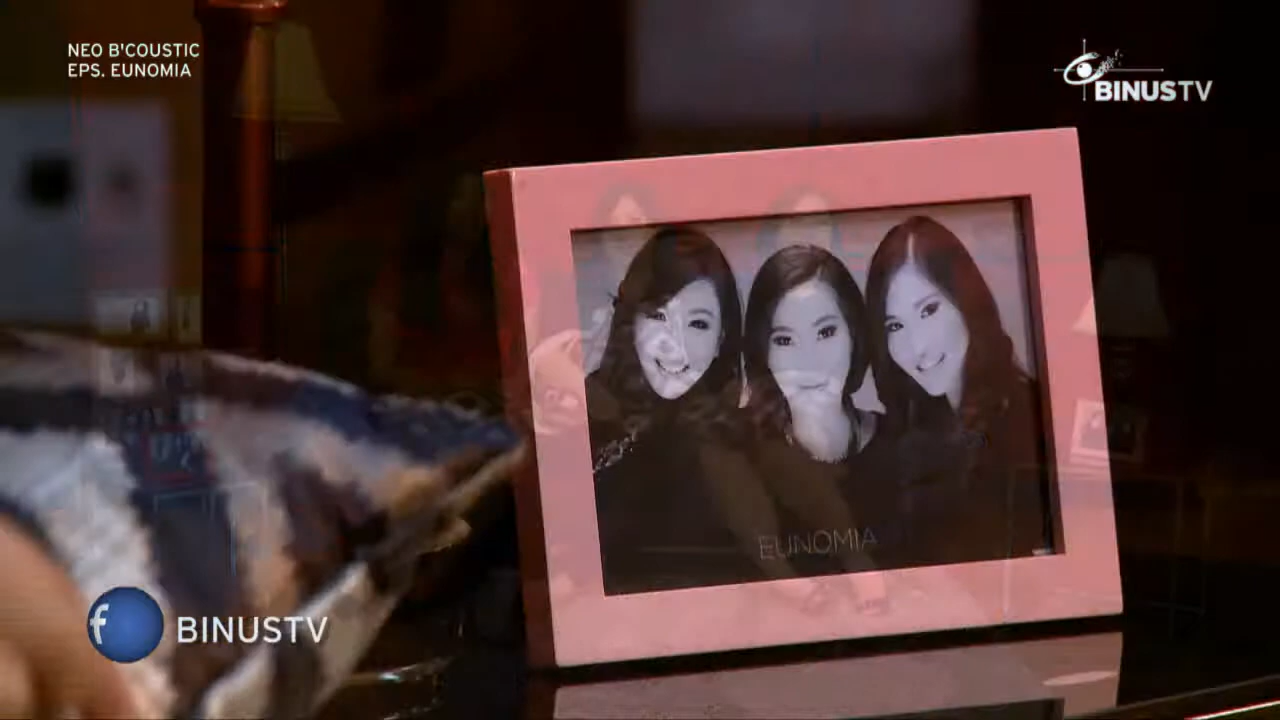 NEO B'COUSTIC
EPS. EUNOMIA
BINUSTV
EUNOMIA
f BINUSTV